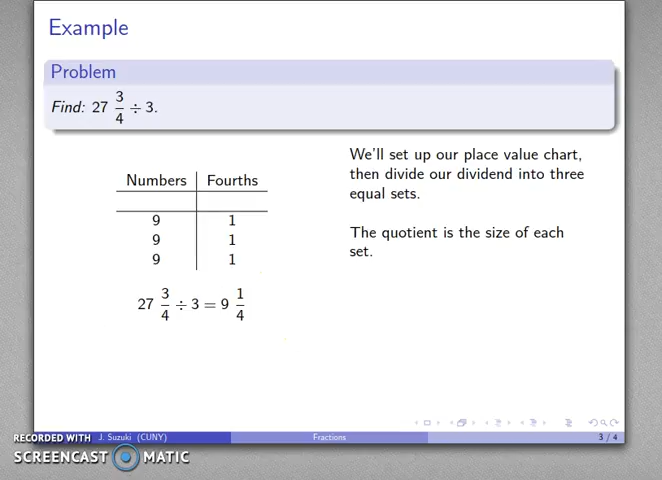 Example
Problem
Find: 27 3/4 ÷ 3.
We'll set up our place value chart,
then divide our dividend into three
equal sets.
The quotient is the size of each
set.
Numbers Fourths
9 1
9 1
9 1
27 3/4 ÷ 3 = 9 1/4
RECORDED WITH J. Suzuki (CUNY) Fractions 3 / 4
SCREENCAST MATIC